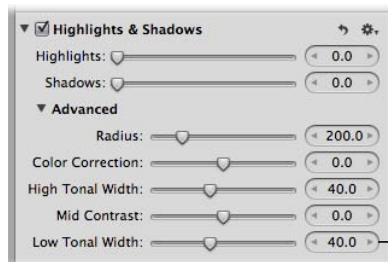 Highlights & Shadows
Highlights: 0.0
Shadows: 0.0
Advanced
Radius: 200.0
Color Correction: 0.0
High Tonal Width: 40.0
Mid Contrast: 0.0
Low Tonal Width: 40.0